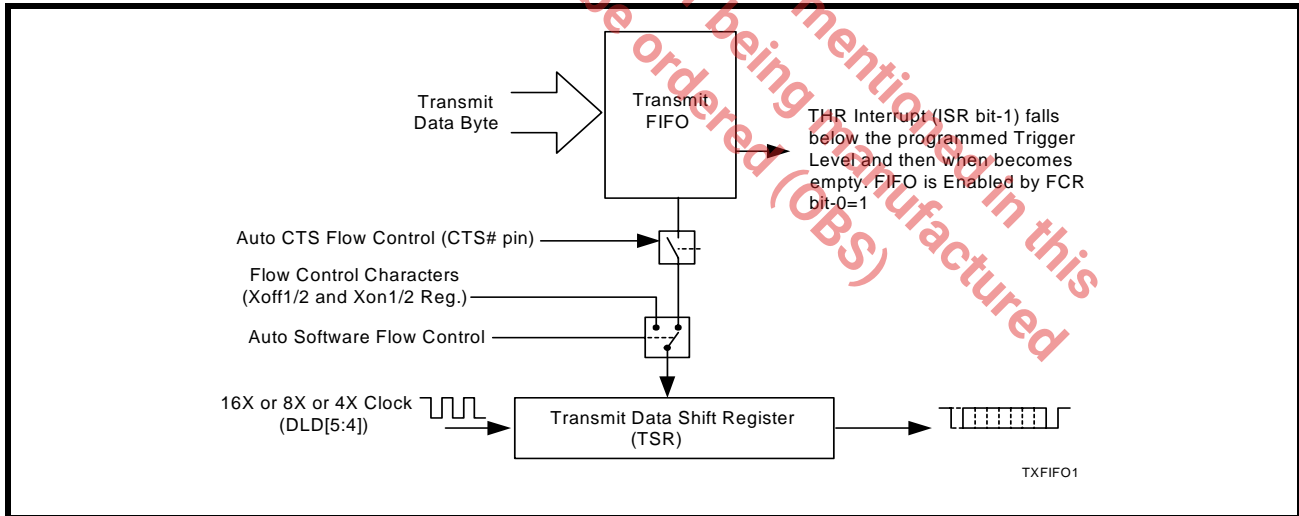 Transmit
Data Byte
Transmit
FIFO
THR Interrupt (ISR bit-1) falls
below the programmed Trigger
Level and then when becomes
empty. FIFO is Enabled by FCR
bit-0=1
Auto CTS Flow Control (CTS# pin)
Flow Control Characters
(Xoff1/2 and Xon1/2 Reg.)
Auto Software Flow Control
16X or 8X or 4X Clock
(DLD[5:4])
Transmit Data Shift Register
(TSR)
TXFIFO1
mentioned in this
being manufactured
be ordered (OBS)